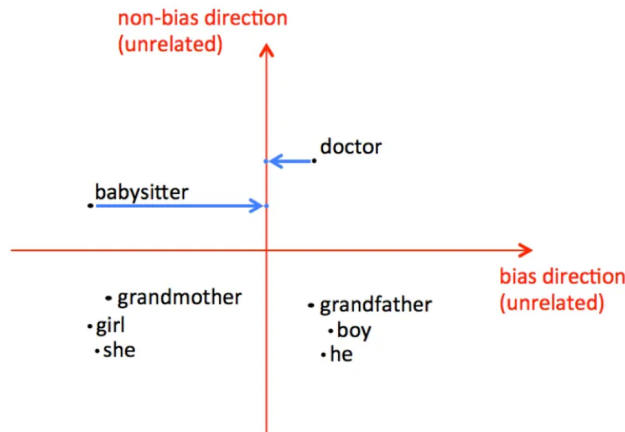 non-bias direction
(unrelated)
doctor
babysitter
bias direction
(unrelated)
grandmother
grandfather
girl
boy
she
he